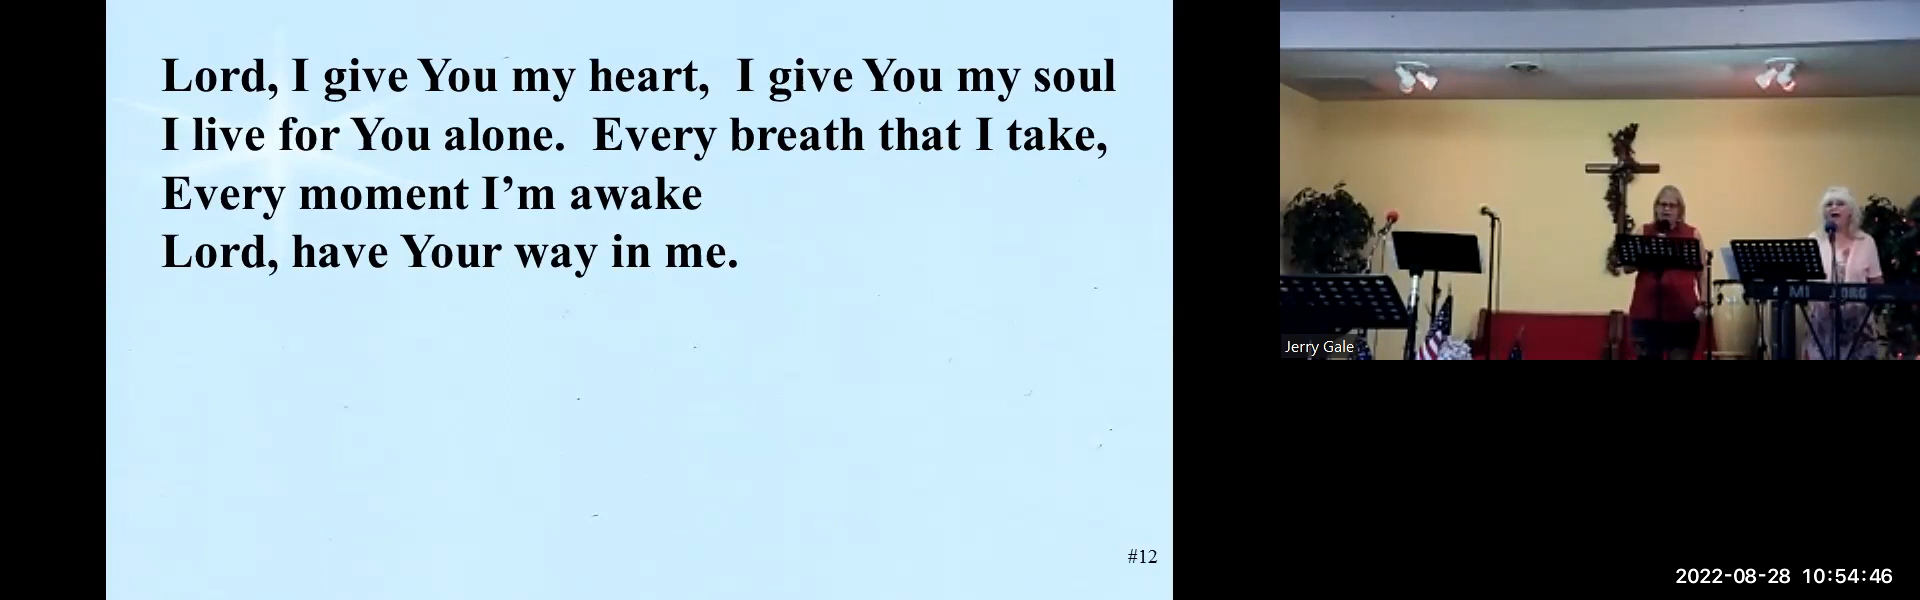 Lord, I give You my heart,  I give You my soul
I live for You alone.  Every breath that I take,
Every moment I’m awake
Lord, have Your way in me.
#12
Jerry Gale
KORG
2022-08-28 10:54:46